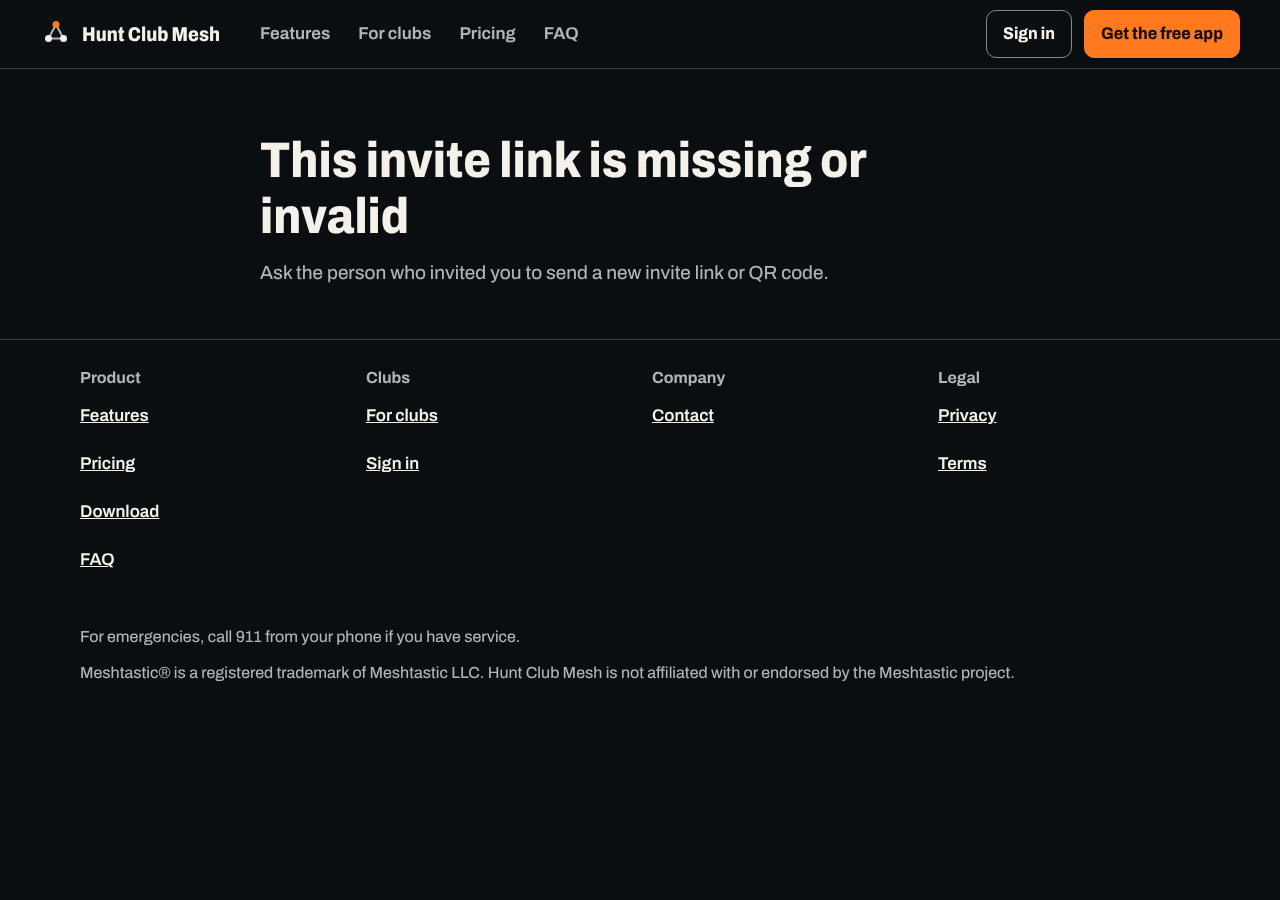 Hunt Club Mesh
Features
For clubs
Pricing
FAQ
Sign in
Get the free app
This invite link is missing or
invalid
Ask the person who invited you to send a new invite link or QR code.
Product
Features
Pricing
Download
FAQ
Clubs
For clubs
Sign in
Company
Contact
Legal
Privacy
Terms
For emergencies, call 911 from your phone if you have service.
Meshtastic® is a registered trademark of Meshtastic LLC. Hunt Club Mesh is not affiliated with or endorsed by the Meshtastic project.